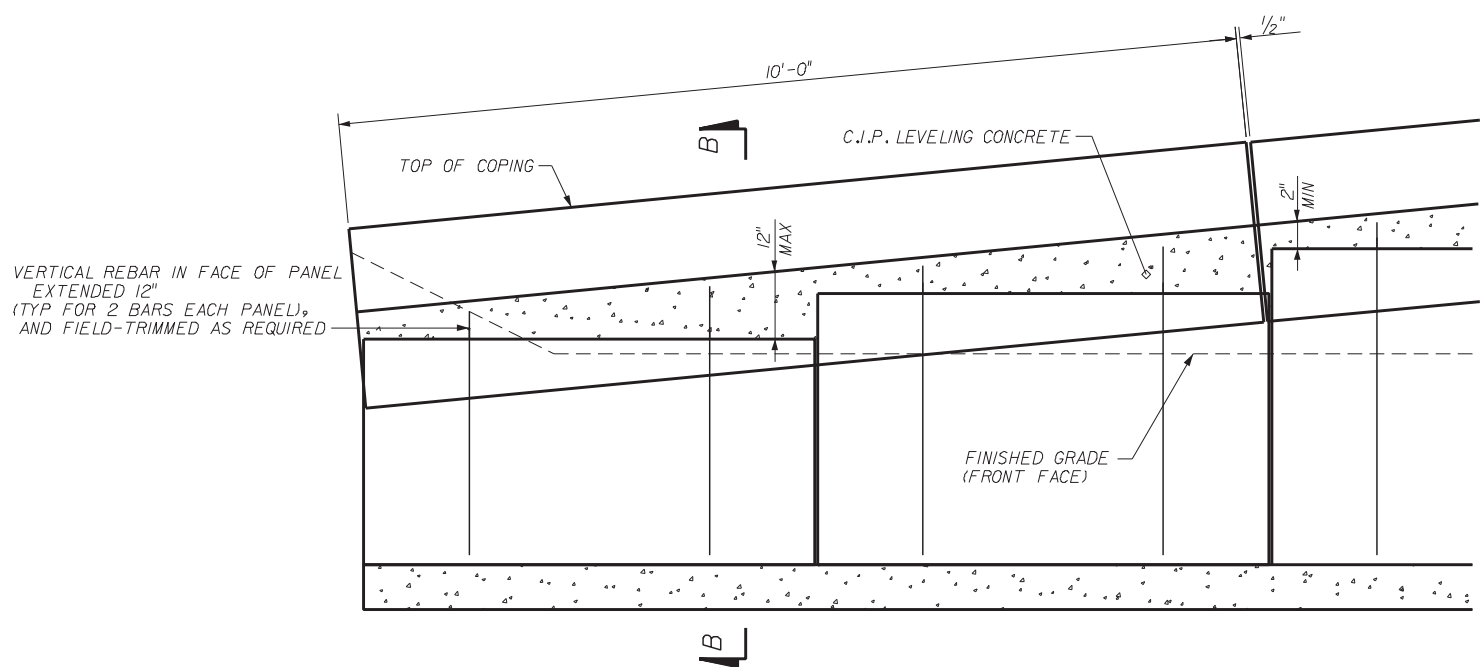 1/2"
10'-0"
B
C.I.P. LEVELING CONCRETE
TOP OF COPING
2"
MIN
12"
MAX
VERTICAL REBAR IN FACE OF PANEL
EXTENDED 12"
(TYP FOR 2 BARS EACH PANEL),
AND FIELD-TRIMMED AS REQUIRED
FINISHED GRADE
(FRONT FACE)
B